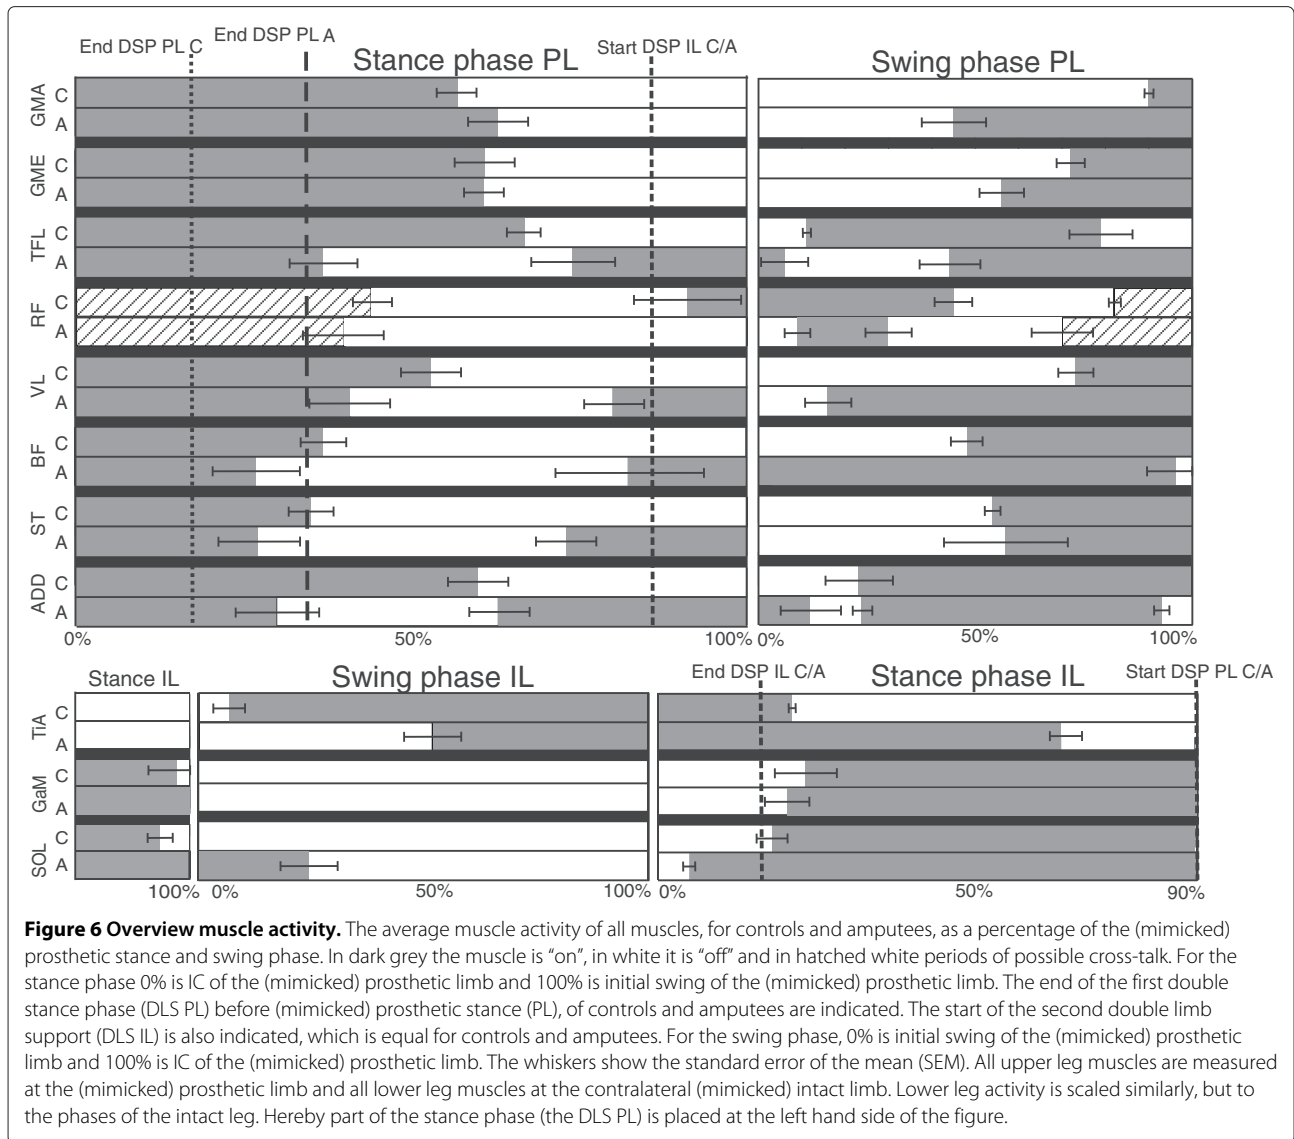 End DSP PL C
End DSP PL A
Start DSP IL C/A
Stance phase PL
Swing phase PL
GMA C
A
GME C
A
TFL C
A
RF C
A
VL C
A
BF C
A
ST C
A
ADD C
A
0% 50% 100% 0% 50% 100%
Stance IL
Swing phase IL
End DSP IL C/A
Stance phase IL
Start DSP PL C/A
TiA C
A
GaM C
A
SOL C
A
100% 0% 50% 100% 0% 50% 90%
Figure 6 Overview muscle activity. The average muscle activity of all muscles, for controls and amputees, as a percentage of the (mimicked)
prosthetic stance and swing phase. In dark grey the muscle is “on”, in white it is “off” and in hatched white periods of possible cross-talk. For the
stance phase 0% is IC of the (mimicked) prosthetic limb and 100% is initial swing of the (mimicked) prosthetic limb. The end of the first double
stance phase (DLS PL) before (mimicked) prosthetic stance (PL), of controls and amputees are indicated. The start of the second double limb
support (DLS IL) is also indicated, which is equal for controls and amputees. For the swing phase, 0% is initial swing of the (mimicked) prosthetic
limb and 100% is IC of the (mimicked) prosthetic limb. The whiskers show the standard error of the mean (SEM). All upper leg muscles are measured
at the (mimicked) prosthetic limb and all lower leg muscles at the contralateral (mimicked) intact limb. Lower leg activity is scaled similarly, but to
the phases of the intact leg. Hereby part of the stance phase (the DLS PL) is placed at the left hand side of the figure.